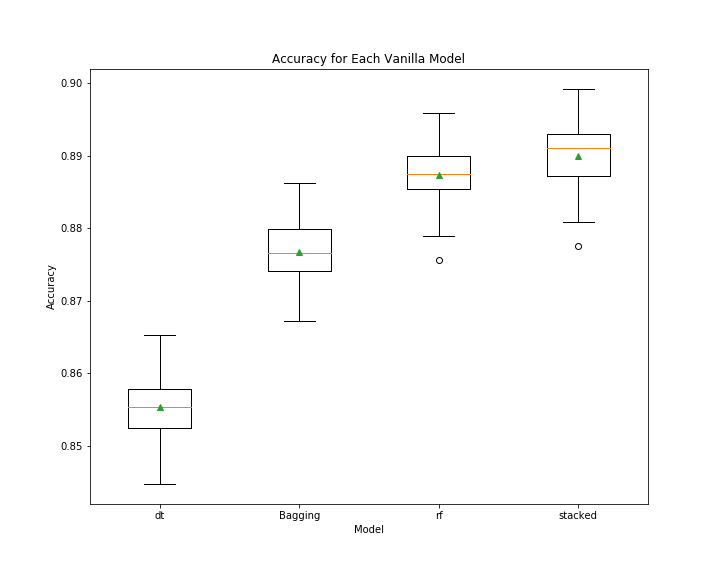 Accuracy for Each Vanilla Model
0.90
0.89
0.88
0.87
0.86
0.85
Accuracy
dt Bagging rf stacked
Model